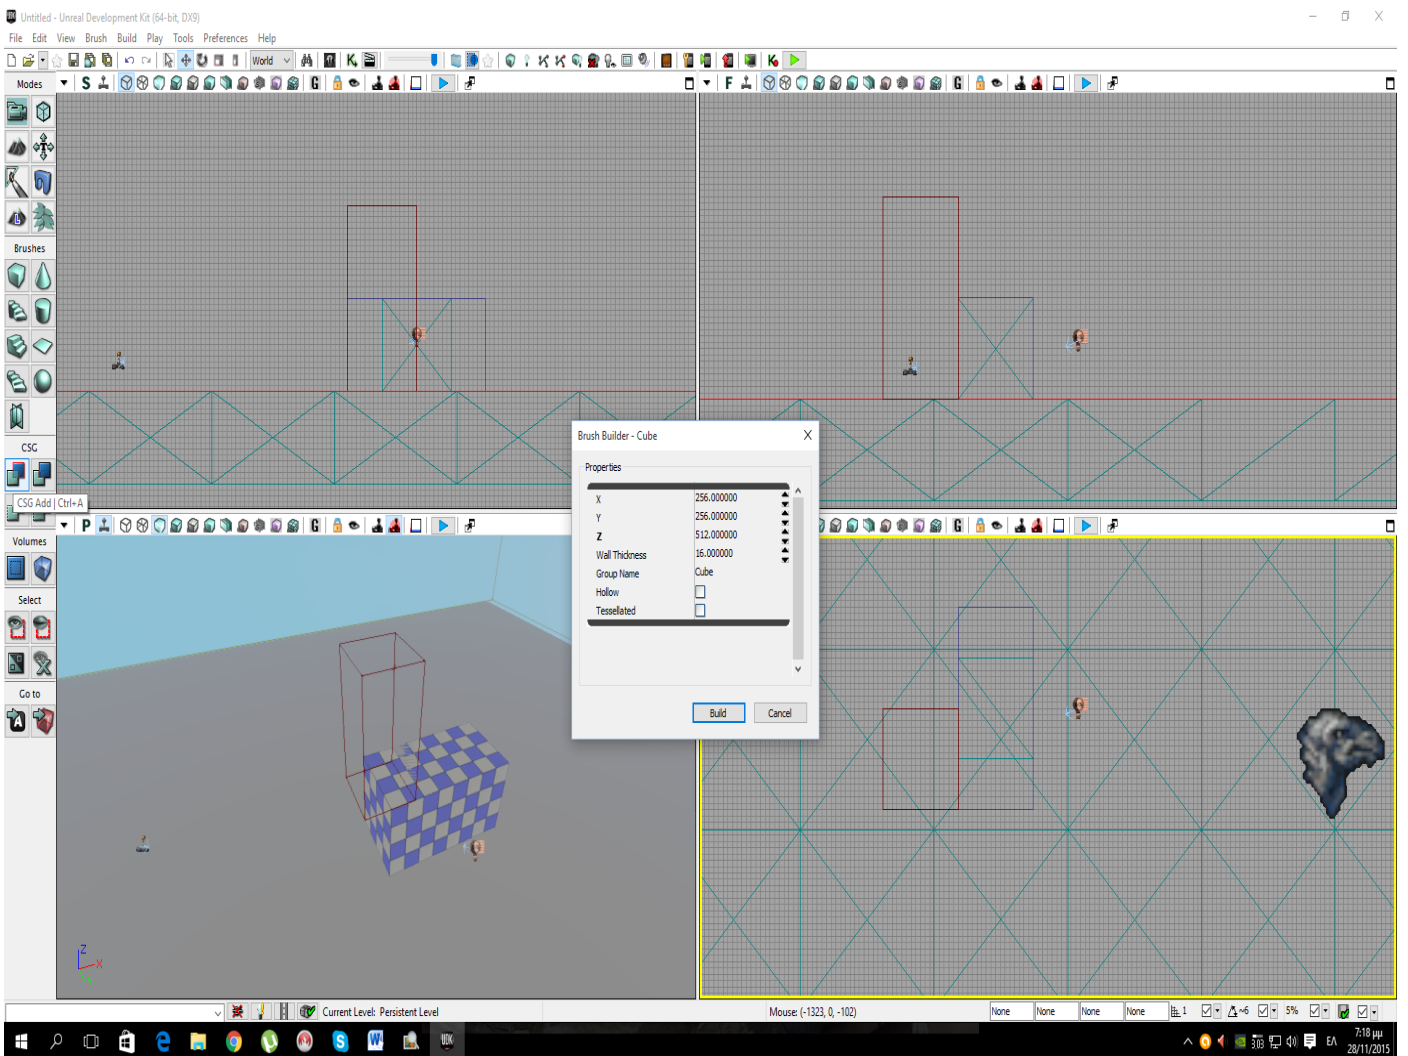 Untitled - Unreal Development Kit (64-bit, DX9)
File Edit View Brush Build Play Tools Preferences Help
World
Modes
S
G
F
G
Brushes
CSG
CSG Add | Ctrl+A
P
G
G
Volumes
Select
Go to
Brush Builder - Cube
X
Properties
X 256.000000
Y 256.000000
Z 512.000000
Wall Thickness 16.000000
Group Name Cube
Hollow
Tessellated
Build Cancel
Z
X
Current Level: Persistent Level
Mouse: (-1323, 0, -102)
None None None None
1
5%
ΕΛ
7:18 μμ
28/11/2015